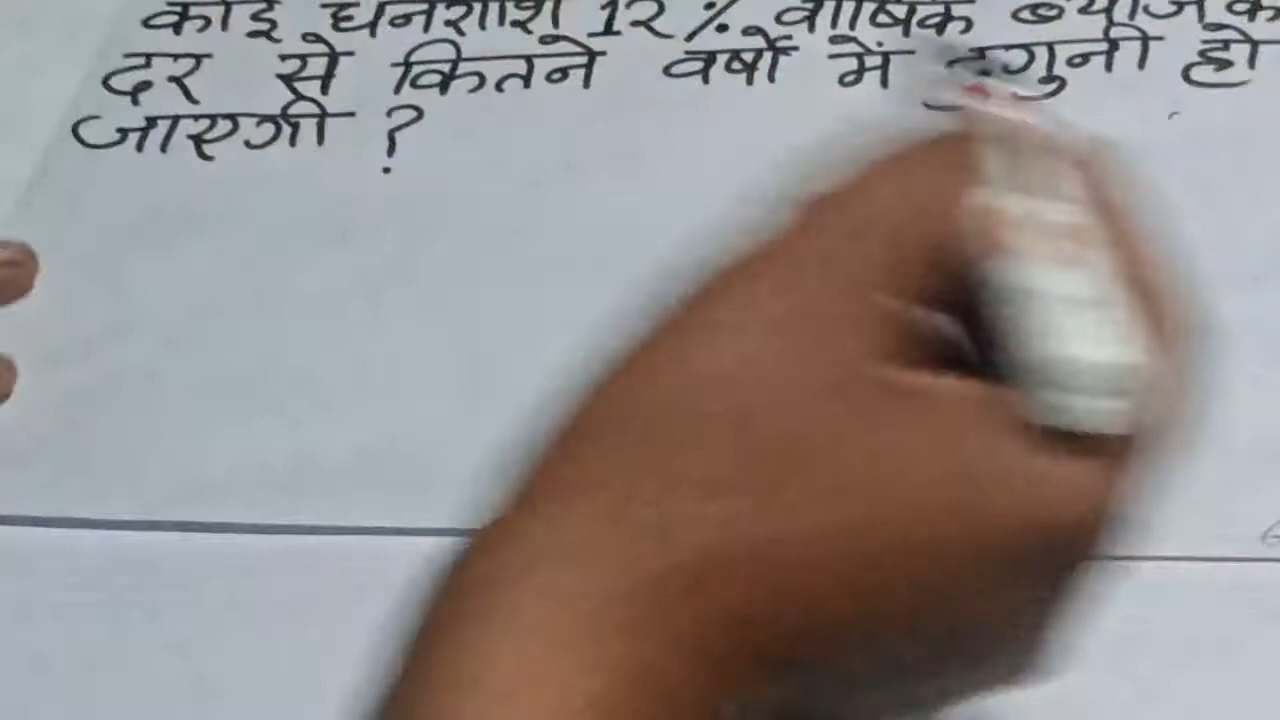 कोई धनराशि 12% वार्षिक ब्याज क
दर से कितने वर्षों में दुगुनी हो
जाएगी ?